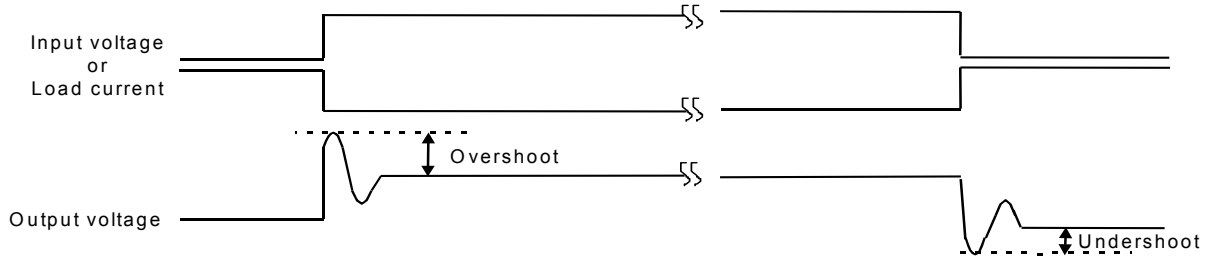 Input voltage
or
Load current
Overshoot
Output voltage
Undershoot